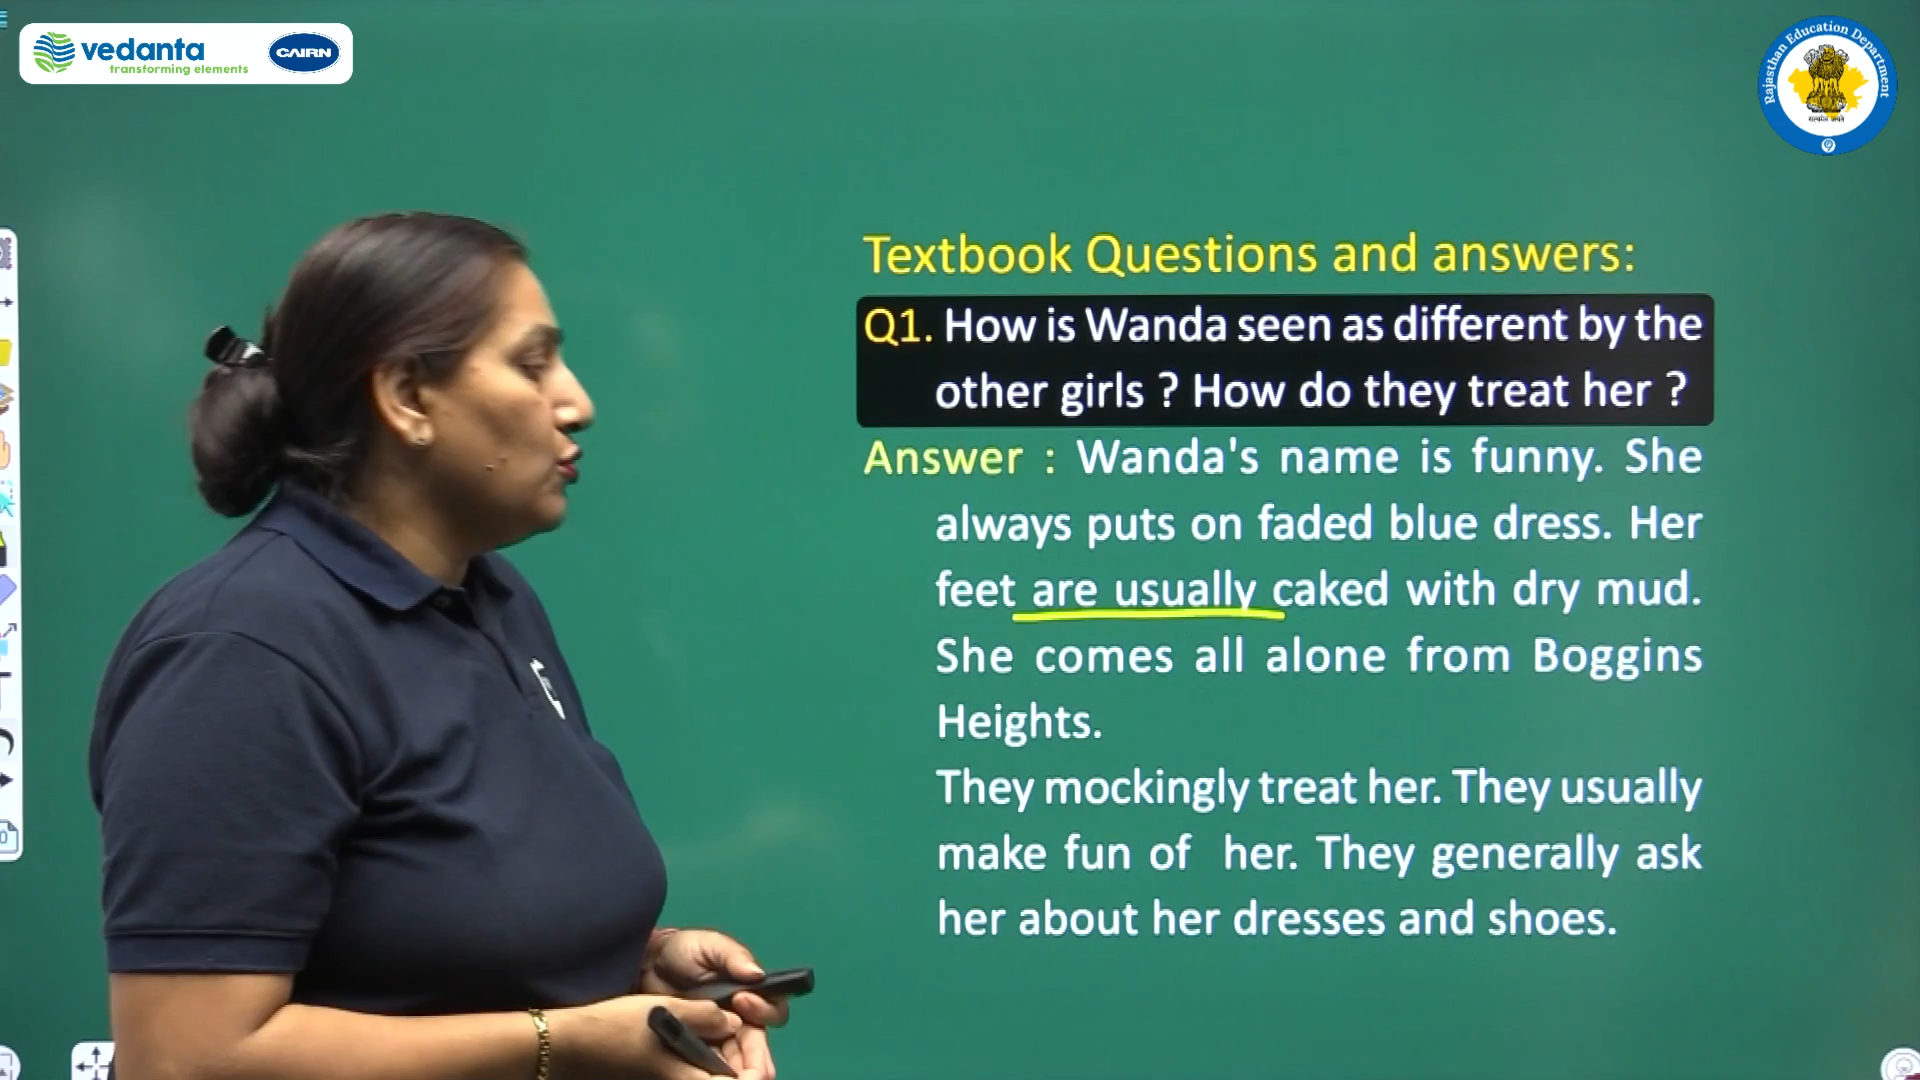 vedanta
transforming elements
CAIRN
Rajasthan Education Department
सत्यमेव जयते
Textbook Questions and answers:
Q1. How is Wanda seen as different by the
other girls ? How do they treat her ?
Answer : Wanda's name is funny. She
always puts on faded blue dress. Her
feet are usually caked with dry mud.
She comes all alone from Boggins
Heights.
They mockingly treat her. They usually
make fun of her. They generally ask
her about her dresses and shoes.